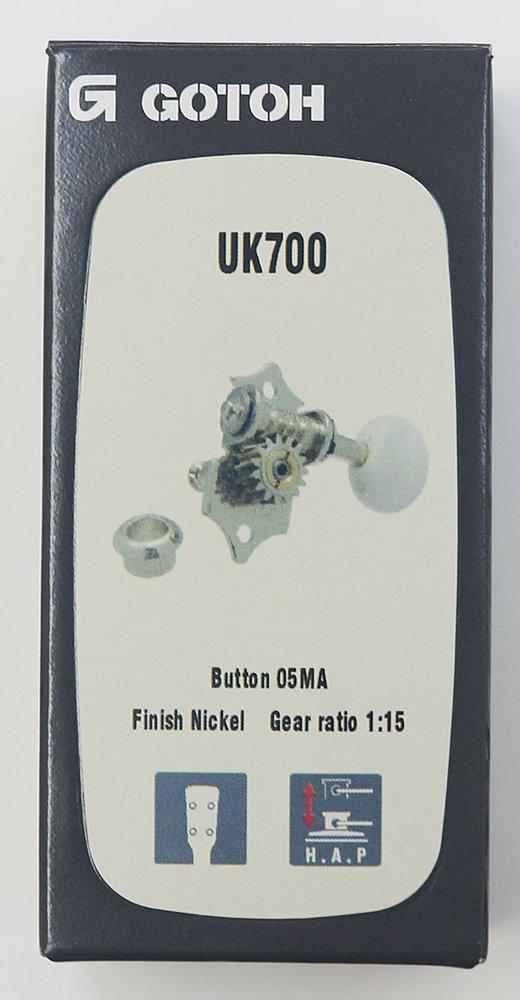 G GOTOH
UK700
Button 05MA
Finish Nickel Gear ratio 1:15
H.A.P